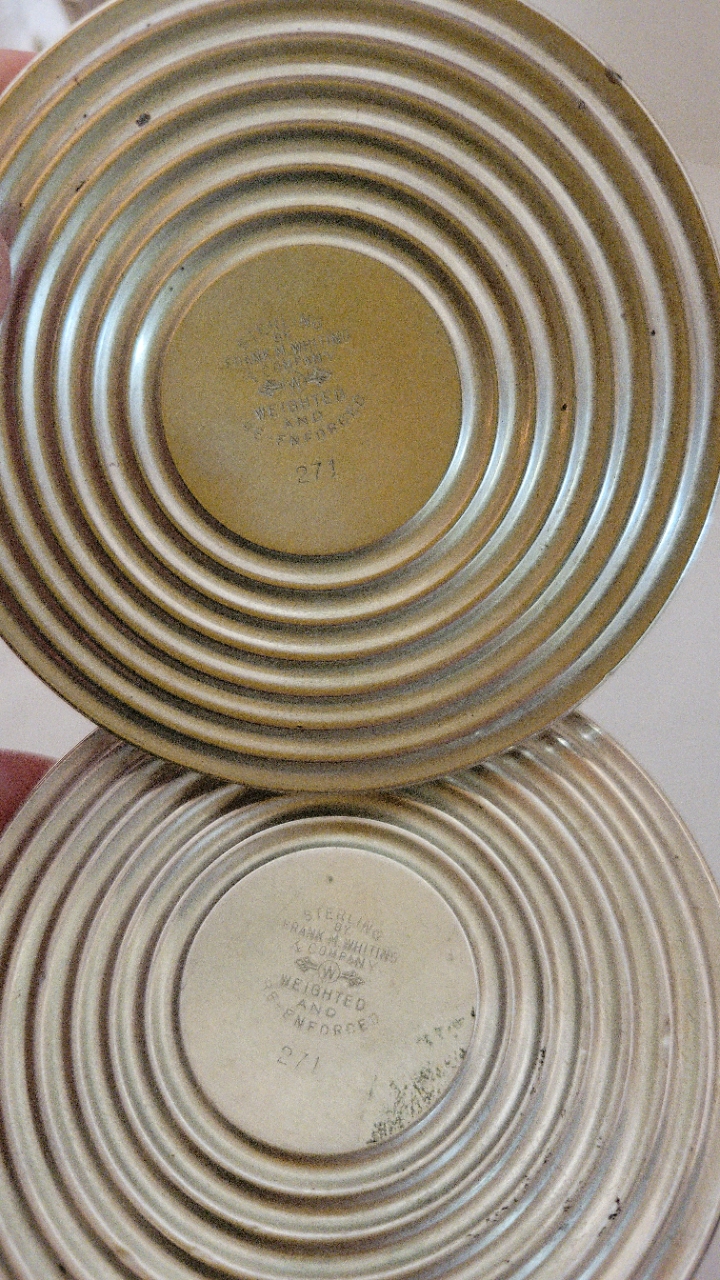 STERLING
BY
FRANK M. WHITING
& COMPANY
W
WEIGHTED
AND
RE-ENFORCED
271
STERLING
BY
FRANK M. WHITING
& COMPANY
W
WEIGHTED
AND
RE-ENFORCED
271